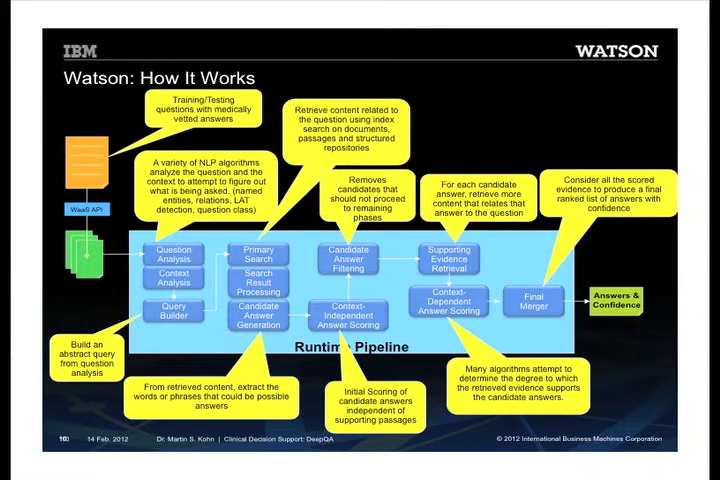 IBM
WATSON
Watson: How It Works
Training/Testing
questions with medically
vetted answers
Retrieve content related to
the question using index
search on documents,
passages and structured
repositories
A variety of NLP algorithms
analyze the question and the
context to attempt to figure out
what is being asked. (named
entities, relations, LAT
detection, question class)
Removes
candidates that
should not proceed
to remaining
phases
For each candidate
answer, retrieve more
content that relates that
answer to the question
Consider all the scored
evidence to produce a final
ranked list of answers with
confidence
WaaS API
Question
Analysis
Context
Analysis
Query
Builder
Primary
Search
Search
Result
Processing
Candidate
Answer
Generation
Candidate
Answer
Filtering
Context-
Independent
Answer Scoring
Supporting
Evidence
Retrieval
Context-
Dependent
Answer Scoring
Final
Merger
Answers &
Confidence
Runtime Pipeline
Build an
abstract query
from question
analysis
From retrieved content, extract the
words or phrases that could be possible
answers
Initial Scoring of
candidate answers
independent of
supporting passages
Many algorithms attempt to
determine the degree to which
the retrieved evidence supports
the candidate answers.
14 Feb. 2012
Dr. Martin S. Kohn | Clinical Decision Support: DeepQA
© 2012 International Business Machines Corporation